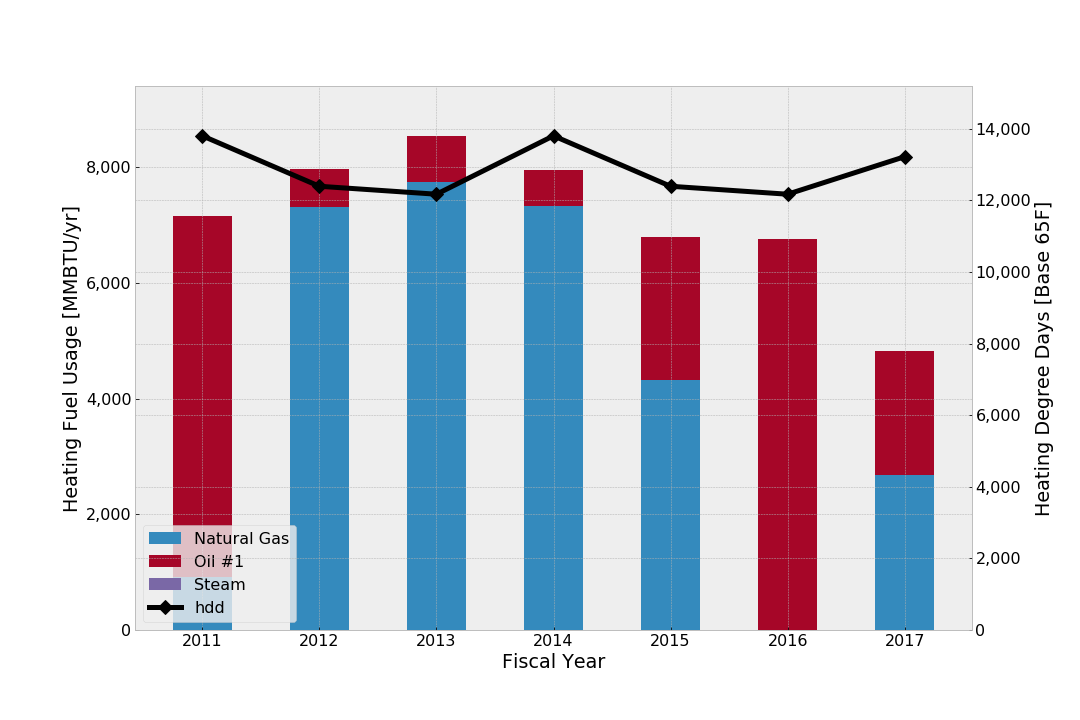 Heating Fuel Usage [MMBTU/yr]
8,000
6,000
4,000
2,000
0
14,000
12,000
10,000
8,000
6,000
4,000
2,000
0
Heating Degree Days [Base 65F]
Natural Gas
Oil #1
Steam
hdd
2011 2012 2013 2014 2015 2016 2017
Fiscal Year